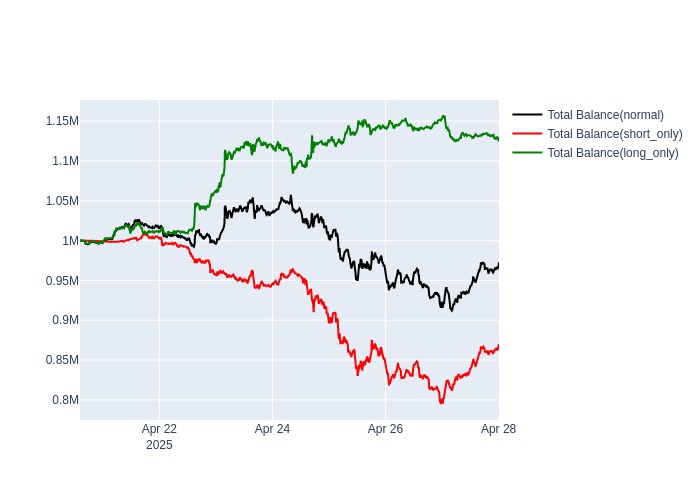 1.15M
1.1M
1.05M
1M
0.95M
0.9M
0.85M
0.8M
Apr 22
2025
Apr 24
Apr 26
Apr 28
Total Balance(normal)
Total Balance(short_only)
Total Balance(long_only)